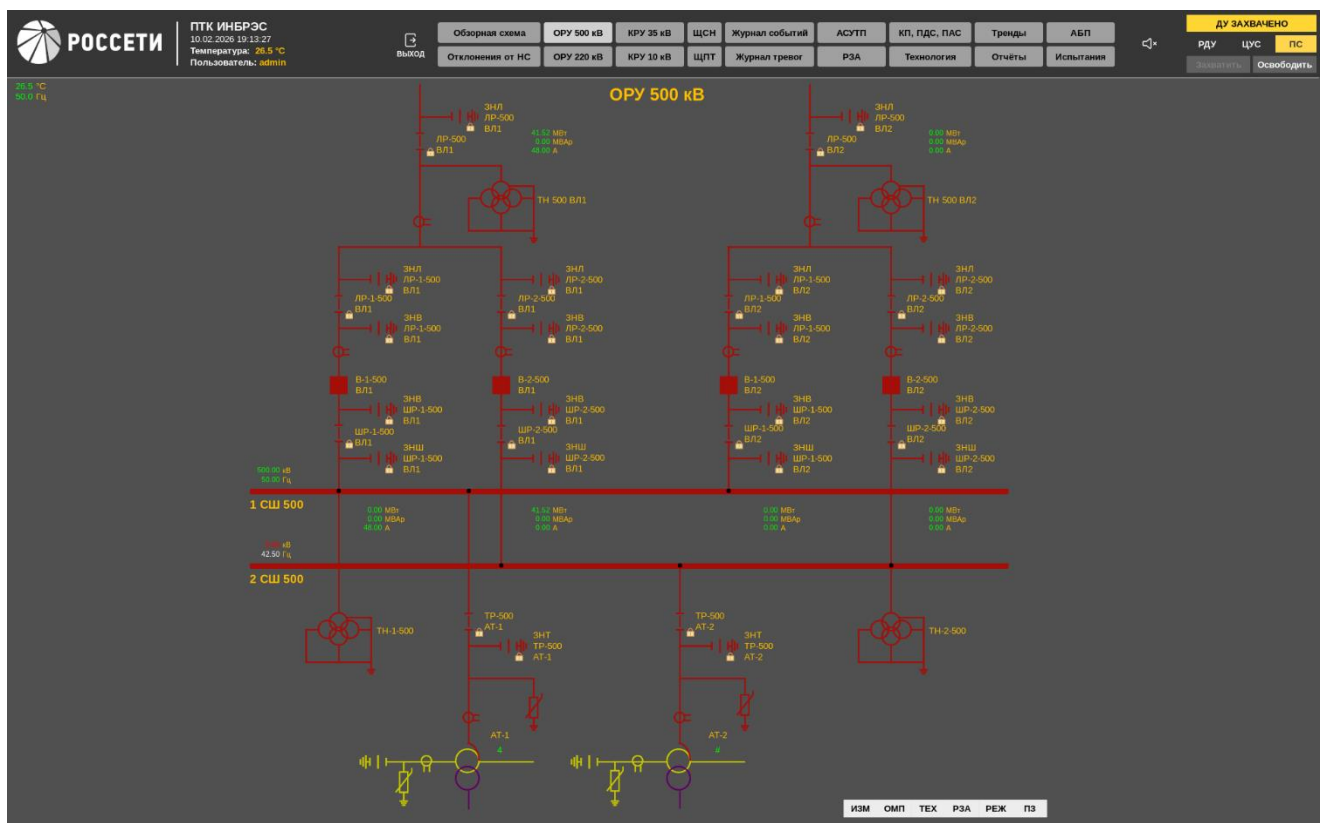 РОССЕТИ
ПТК ИНБРЭС
10.02.2026 19:13:27
Температура: 26.5 °C
Пользователь: admin
ВЫХОД
Обзорная схема ОРУ 500 кВ КРУ 35 кВ ЩСН Журнал событий АСУТП КП, ПДС, ПАС Тренды АБП
Отклонения от НС ОРУ 220 кВ КРУ 10 кВ ЩПТ Журнал тревог РЗА Технология Отчёты Испытания
ДУ ЗАХВАЧЕНО
РДУ ЦУС ПС
Захватить Освободить
26.5 °C
50.0 Гц
ОРУ 500 кВ
ЗНЛ
ЛР-500
ВЛ1
ЛР-500
ВЛ1
41.52 МВт
0.00 МВАр
48.00 А
ЗНЛ
ЛР-500
ВЛ2
ЛР-500
ВЛ2
0.00 МВт
0.00 МВАр
0.00 А
ТН 500 ВЛ1
ТН 500 ВЛ2
ЗНЛ
ЛР-1-500
ВЛ1
ЛР-1-500
ВЛ1
ЗНВ
ЛР-1-500
ВЛ1
ЗНЛ
ЛР-2-500
ВЛ1
ЛР-2-500
ВЛ1
ЗНВ
ЛР-2-500
ВЛ1
ЗНЛ
ЛР-1-500
ВЛ2
ЛР-1-500
ВЛ2
ЗНВ
ЛР-1-500
ВЛ2
ЗНЛ
ЛР-2-500
ВЛ2
ЛР-2-500
ВЛ2
ЗНВ
ЛР-2-500
ВЛ2
В-1-500
ВЛ1
В-2-500
ВЛ1
В-1-500
ВЛ2
В-2-500
ВЛ2
ЗНВ
ШР-1-500
ВЛ1
ШР-1-500
ВЛ1
ЗНШ
ШР-1-500
ВЛ1
ЗНВ
ШР-2-500
ВЛ1
ШР-2-500
ВЛ1
ЗНШ
ШР-2-500
ВЛ1
ЗНВ
ШР-1-500
ВЛ2
ШР-1-500
ВЛ2
ЗНШ
ШР-1-500
ВЛ2
ЗНВ
ШР-2-500
ВЛ2
ШР-2-500
ВЛ2
ЗНШ
ШР-2-500
ВЛ2
500.00 кВ
50.00 Гц
1 СШ 500
0.00 МВт
0.00 МВАр
48.00 А
41.52 МВт
0.00 МВАр
0.00 А
0.00 МВт
0.00 МВАр
0.00 А
0.00 МВт
0.00 МВАр
0.00 А
кВ
42.50 Гц
2 СШ 500
ТН-1-500
ТР-500
АТ-1
ЗНТ
ТР-500
АТ-1
ТР-500
АТ-2
ЗНТ
ТР-500
АТ-2
ТН-2-500
АТ-1
4
АТ-2
#
ИЗМ ОМП ТЕХ РЗА РЕЖ ПЗ